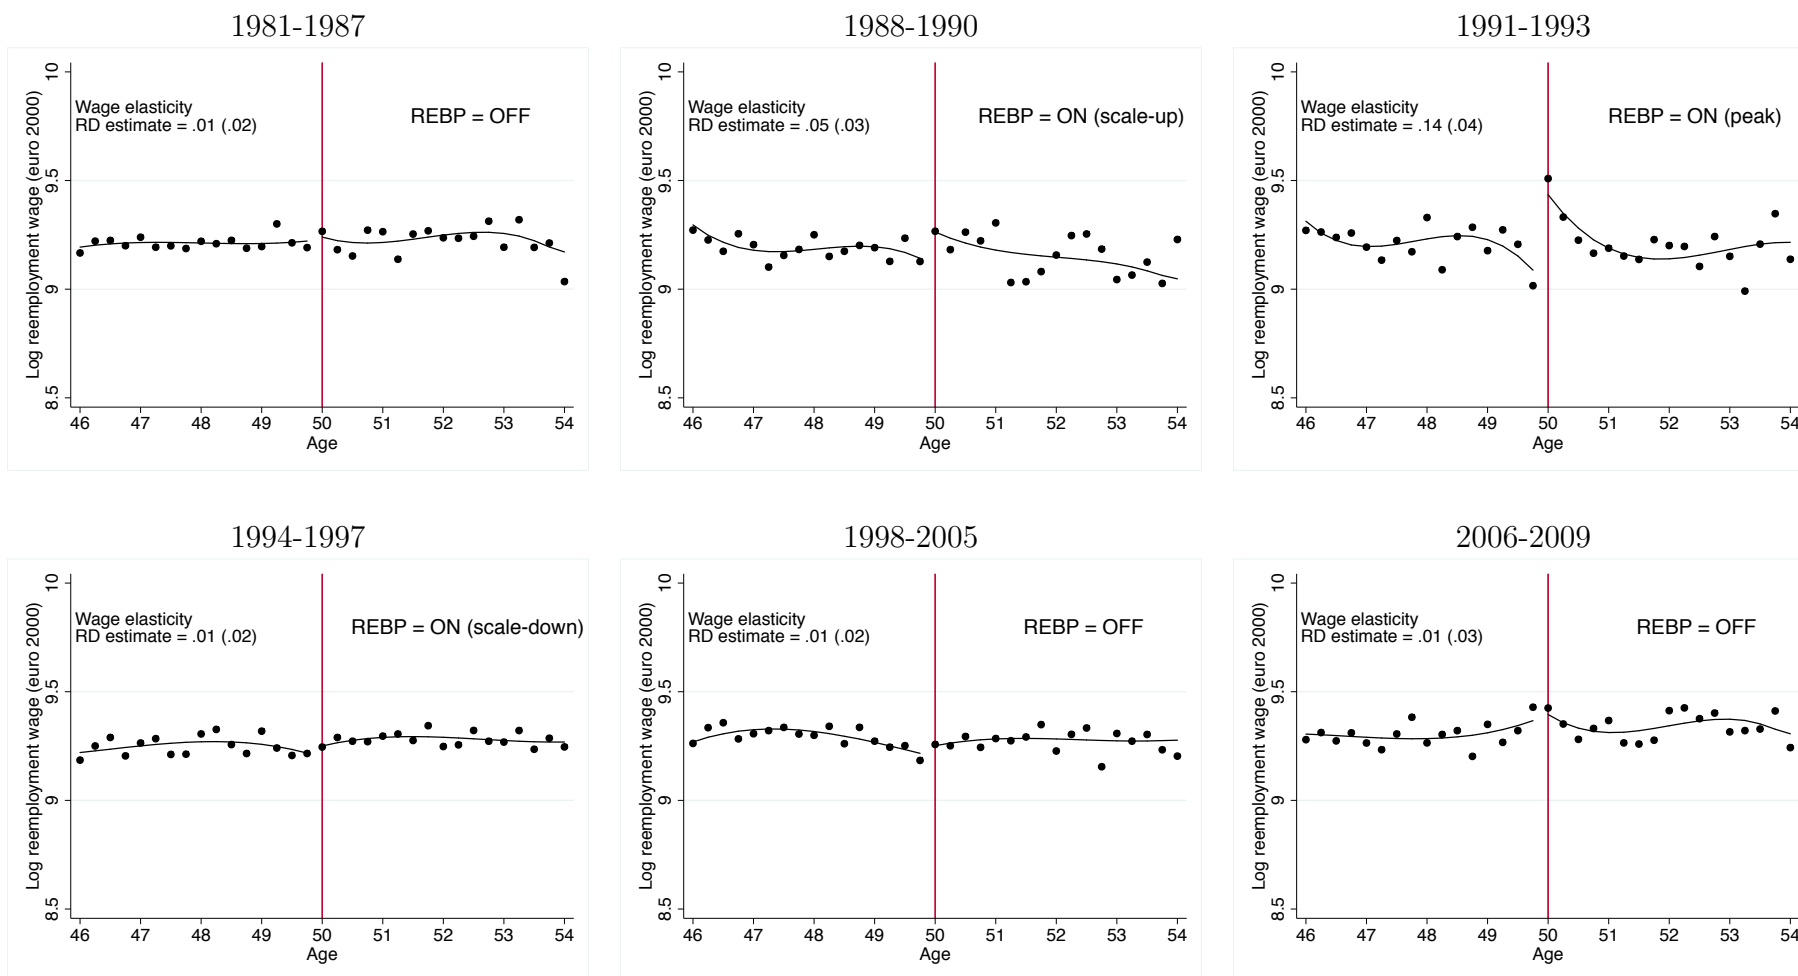 1981-1987
Log reemployment wage (euro 2000)
10
9.5
9
8.5
Wage elasticity
RD estimate = .01 (.02)
REBP = OFF
46 47 48 49 50 51 52 53 54
Age
1988-1990
Log reemployment wage (euro 2000)
10
9.5
9
8.5
Wage elasticity
RD estimate = .05 (.03)
REBP = ON (scale-up)
46 47 48 49 50 51 52 53 54
Age
1991-1993
Log reemployment wage (euro 2000)
10
9.5
9
8.5
Wage elasticity
RD estimate = .14 (.04)
REBP = ON (peak)
46 47 48 49 50 51 52 53 54
Age
1994-1997
Log reemployment wage (euro 2000)
10
9.5
9
8.5
Wage elasticity
RD estimate = .01 (.02)
REBP = ON (scale-down)
46 47 48 49 50 51 52 53 54
Age
1998-2005
Log reemployment wage (euro 2000)
10
9.5
9
8.5
Wage elasticity
RD estimate = .01 (.02)
REBP = OFF
46 47 48 49 50 51 52 53 54
Age
2006-2009
Log reemployment wage (euro 2000)
10
9.5
9
8.5
Wage elasticity
RD estimate = .01 (.03)
REBP = OFF
46 47 48 49 50 51 52 53 54
Age